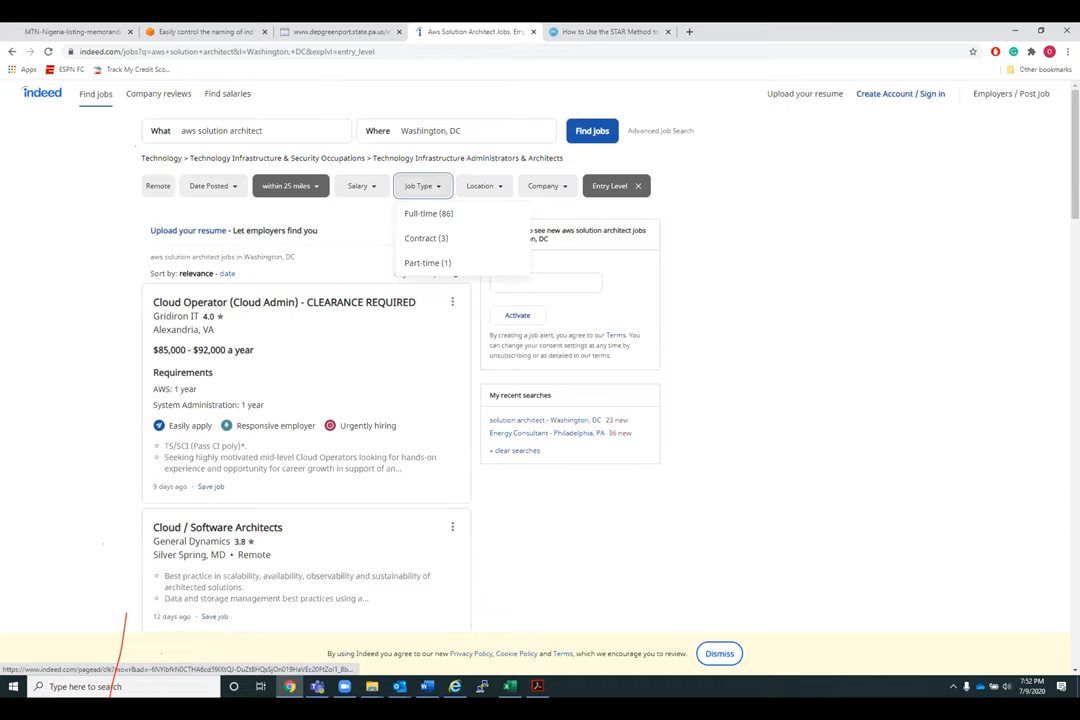 MTN-Nigeria-listing-memorand
Easily control the naming of ind
www.depgreenport.state.pa.us/
Aws Solution Architect Jobs, Em
How to Use the STAR Method to
indeed.com/jobs?q=aws+solution+architect&l=Washington,+DC&explvl=entry_level
Apps
ESPN FC
Track My Credit Sco...
Other bookmarks
indeed
Find jobs
Company reviews
Find salaries
Upload your resume
Create Account / Sign in
Employers / Post Job
What aws solution architect
Where Washington, DC
Find Jobs
Advanced Job Search
Technology > Technology Infrastructure & Security Occupations > Technology Infrastructure Administrators & Architects
Remote
Date Posted
within 25 miles
Salary
Job Type
Location
Company
Entry Level X
Full-time (86)
Contract (3)
Part-time (1)
Upload your resume - Let employers find you
aws solution architect jobs in Washington, DC
Sort by: relevance - date
to see new aws solution architect jobs
DC
Activate
By creating a job alert, you agree to our Terms. You
can change your consent settings at any time by
unsubscribing or as detailed in our terms.
Cloud Operator (Cloud Admin) - CLEARANCE REQUIRED
Gridiron IT 4.0
Alexandria, VA
$85,000 - $92,000 a year
Requirements
AWS: 1 year
System Administration: 1 year
Easily apply
Responsive employer
Urgently hiring
TS/SCI (Pass CI poly)*.
Seeking highly motivated mid-level Cloud Operators looking for hands-on
experience and opportunity for career growth in support of an...
9 days ago · Save job
My recent searches
solution architect - Washington, DC 23 new
Energy Consultant - Philadelphia, PA 86 new
« clear searches
Cloud / Software Architects
General Dynamics 3.8
Silver Spring, MD • Remote
Best practice in scalability, availability, observability and sustainability of
architected solutions.
Data and storage management best practices using a...
12 days ago · Save job
By using Indeed you agree to our new Privacy Policy, Cookie Policy and Terms, which we encourage you to review.
Dismiss
Type here to search
7:52 PM
7/9/2020